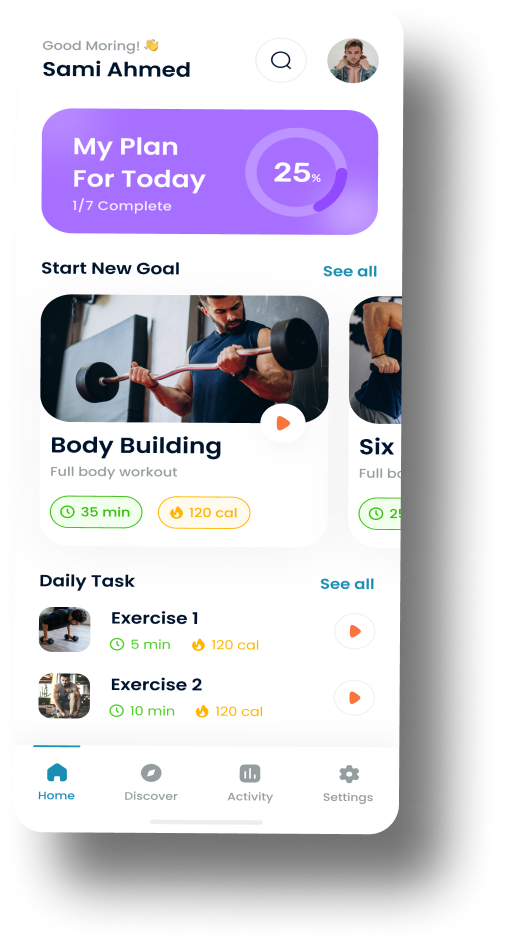 Good Moring! 👋
Sami Ahmed
My Plan
For Today
1/7 Complete
25%
Start New Goal
See all
Body Building
Full body workout
35 min
120 cal
Six
Full
Daily Task
See all
Exercise 1
5 min
120 cal
Exercise 2
10 min
120 cal
Home
Discover
Activity
Settings